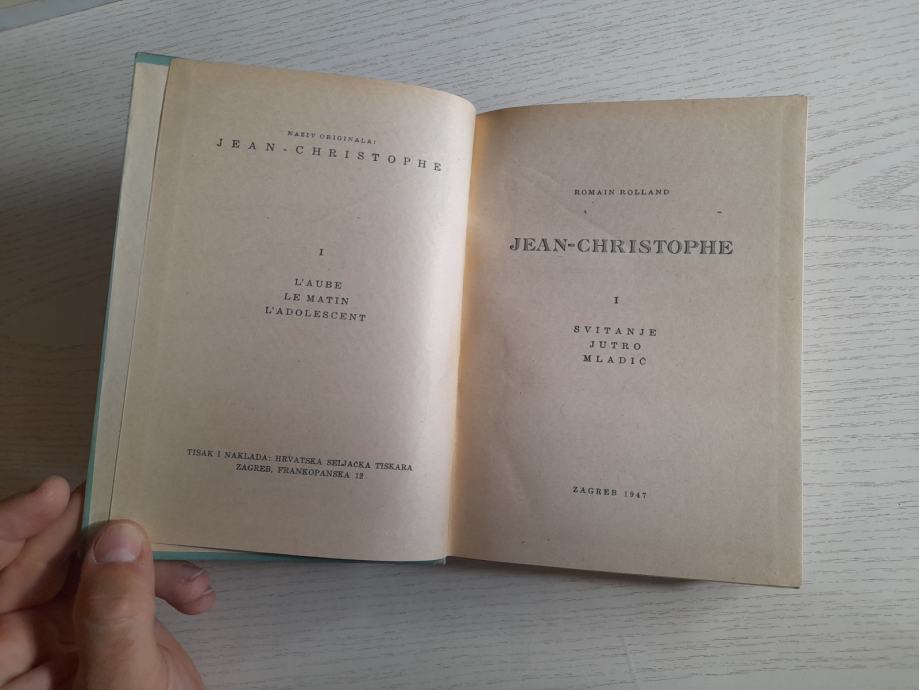 NAZIV ORIGINALA:
JEAN-CHRISTOPHE
I
L'AUBE
LE MATIN
L'ADOLESCENT
TISAK I NAKLADA: HRVATSKA SELJAČKA TISKARA
ZAGREB, FRANKOPANSKA 12
ROMAIN ROLLAND
JEAN-CHRISTOPHE
I
SVITANJE
JUTRO
MLADIĆ
ZAGREB 1947